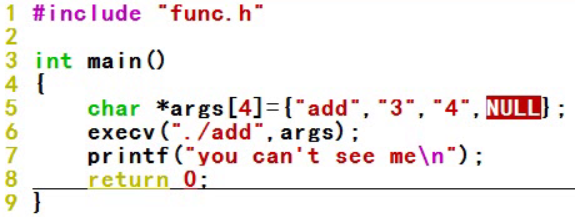 1 #include "func.h"
2
3 int main()
4 {
5     char *args[4]={"add","3","4",NULL};
6     execv("./add",args);
7     printf("you can't see me\n");
8     return 0;
9 }